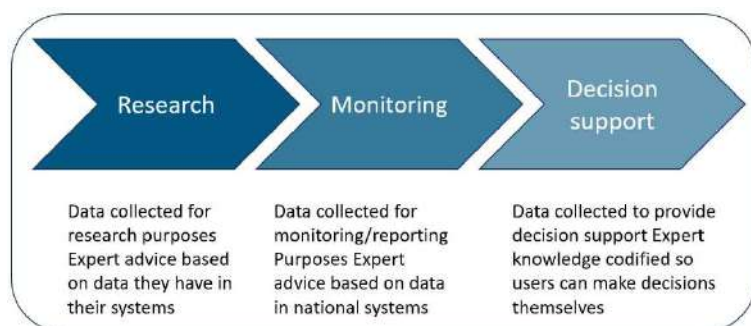 Research
Monitoring
Decision
support
Data collected for
research purposes
Expert advice based
on data they have in
their systems
Data collected for
monitoring/reporting
Purposes Expert
advice based on data
in national systems
Data collected to provide
decision support Expert
knowledge codified so
users can make decisions
themselves